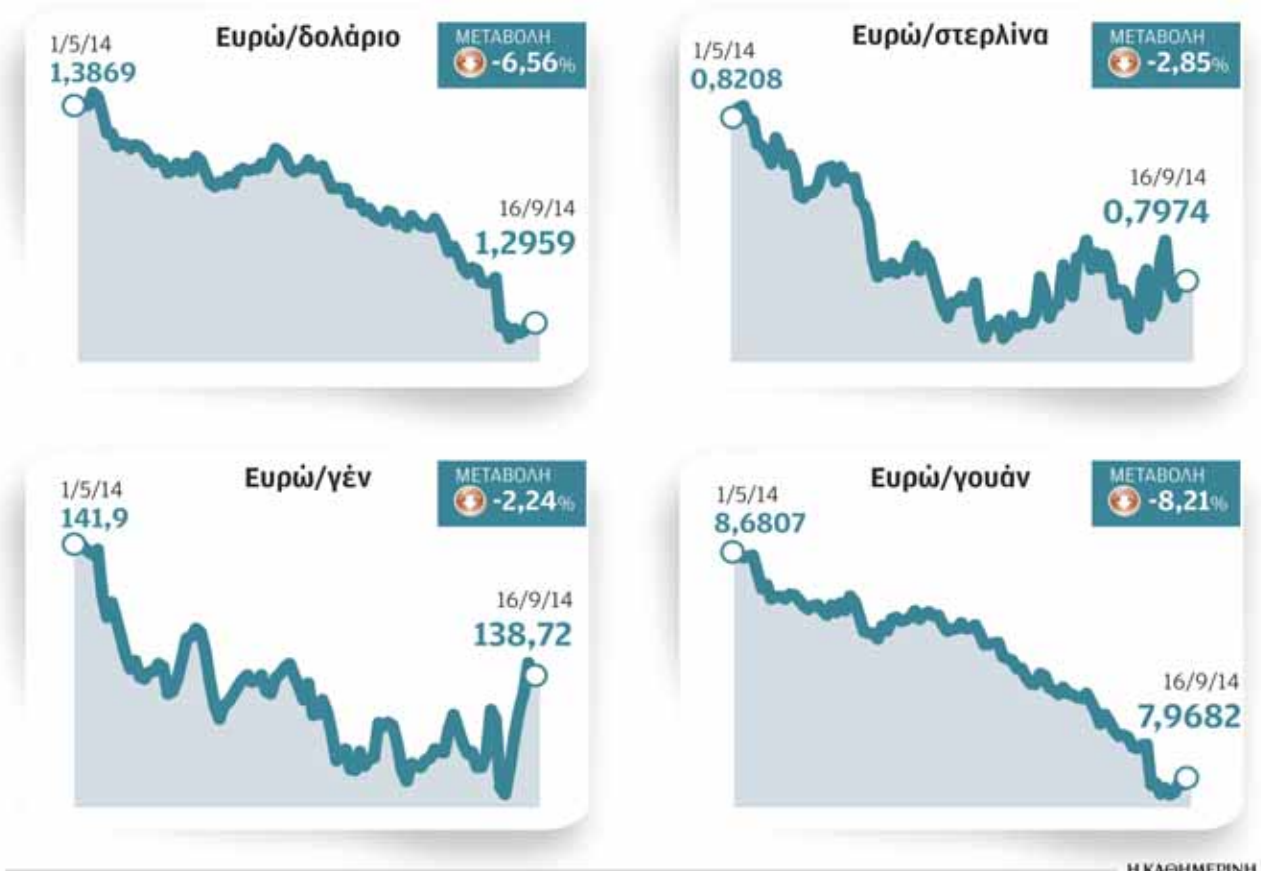 Ευρώ/δολάριο
1/5/14
1,3869
ΜΕΤΑΒΟΛΗ
-6,56%
16/9/14
1,2959
Ευρώ/στερλίνα
1/5/14
0,8208
ΜΕΤΑΒΟΛΗ
-2,85%
16/9/14
0,7974
Ευρώ/γέν
1/5/14
141,9
ΜΕΤΑΒΟΛΗ
-2,24%
16/9/14
138,72
Ευρώ/γουάν
1/5/14
8,6807
ΜΕΤΑΒΟΛΗ
-8,21%
16/9/14
7,9682
Η ΚΑΘΗΜΕΡΙΝΗ